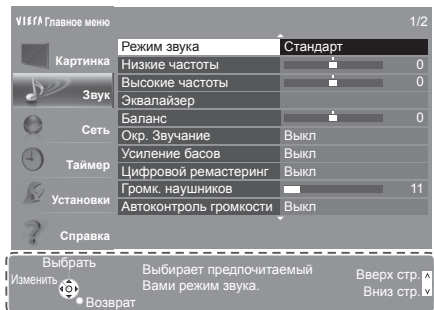 VIErA Главное меню 1/2
Картинка
Звук
Сеть
Таймер
Установки
Справка
Режим звука Стандарт
Низкие частоты 0
Высокие частоты 0
Эквалайзер
Баланс 0
Окр. Звучание Выкл
Усиление басов Выкл
Цифровой ремастеринг Выкл
Громк. наушников 11
Автоконтроль громкости Выкл
Выбрать
Изменить
Возврат
Выбирает предпочитаемый
Вами режим звука.
Вверх стр.
Вниз стр.